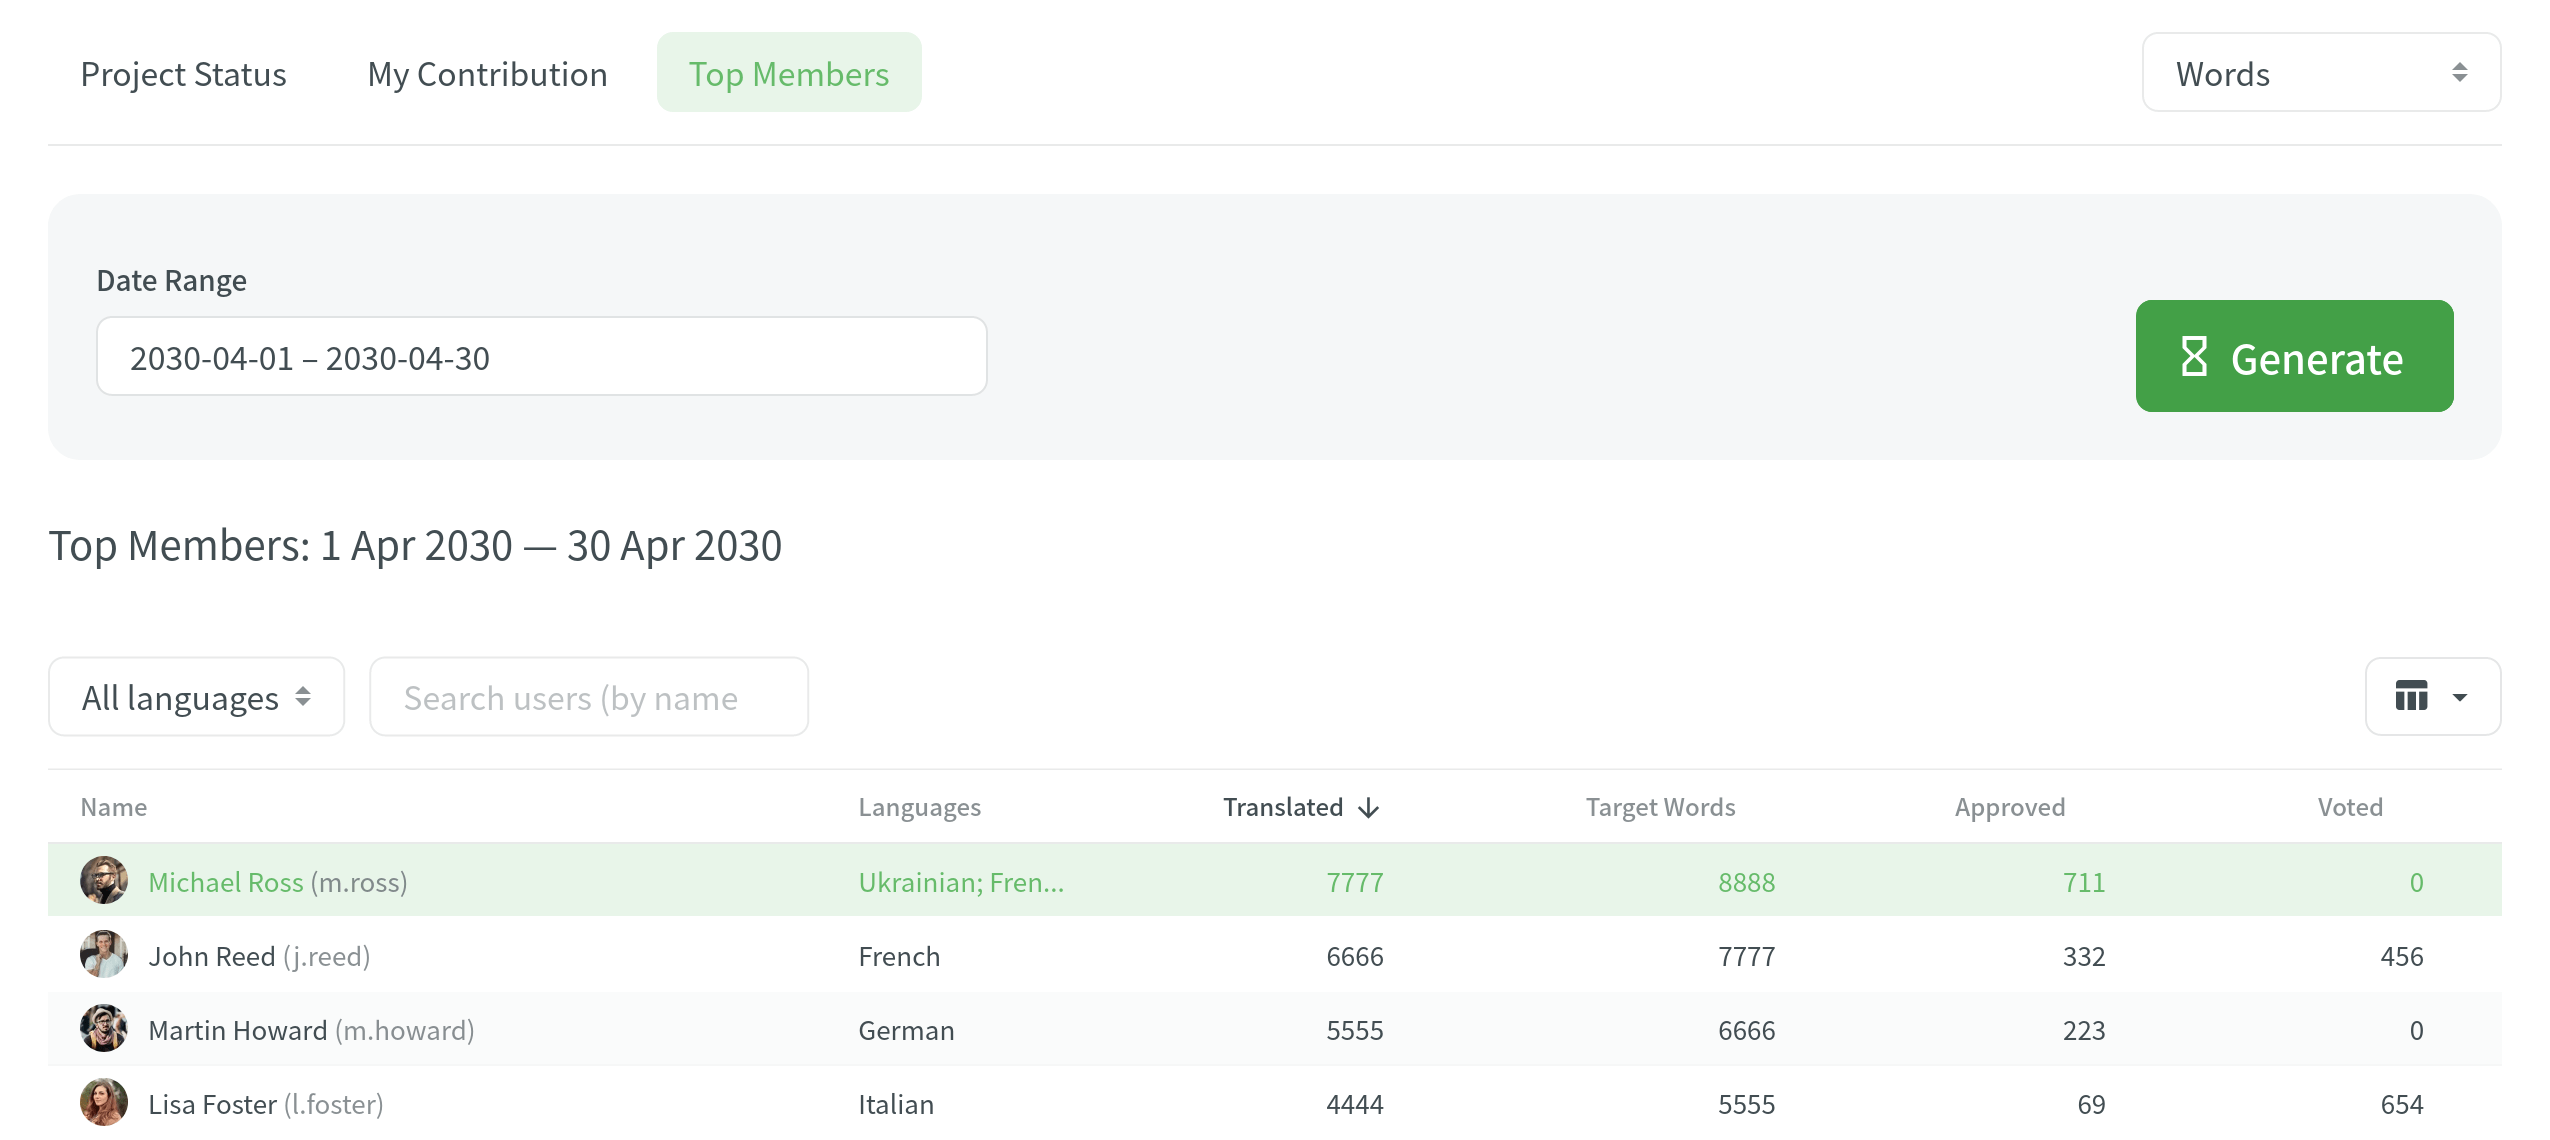 Project Status My Contribution Top Members Words
Date Range
2030-04-01 – 2030-04-30
Generate
Top Members: 1 Apr 2030 — 30 Apr 2030
All languages Search users (by name
Name Languages Translated Target Words Approved Voted
Michael Ross (m.ross) Ukrainian; Fren... 7777 8888 711 0
John Reed (j.reed) French 6666 7777 332 456
Martin Howard (m.howard) German 5555 6666 223 0
Lisa Foster (l.foster) Italian 4444 5555 69 654